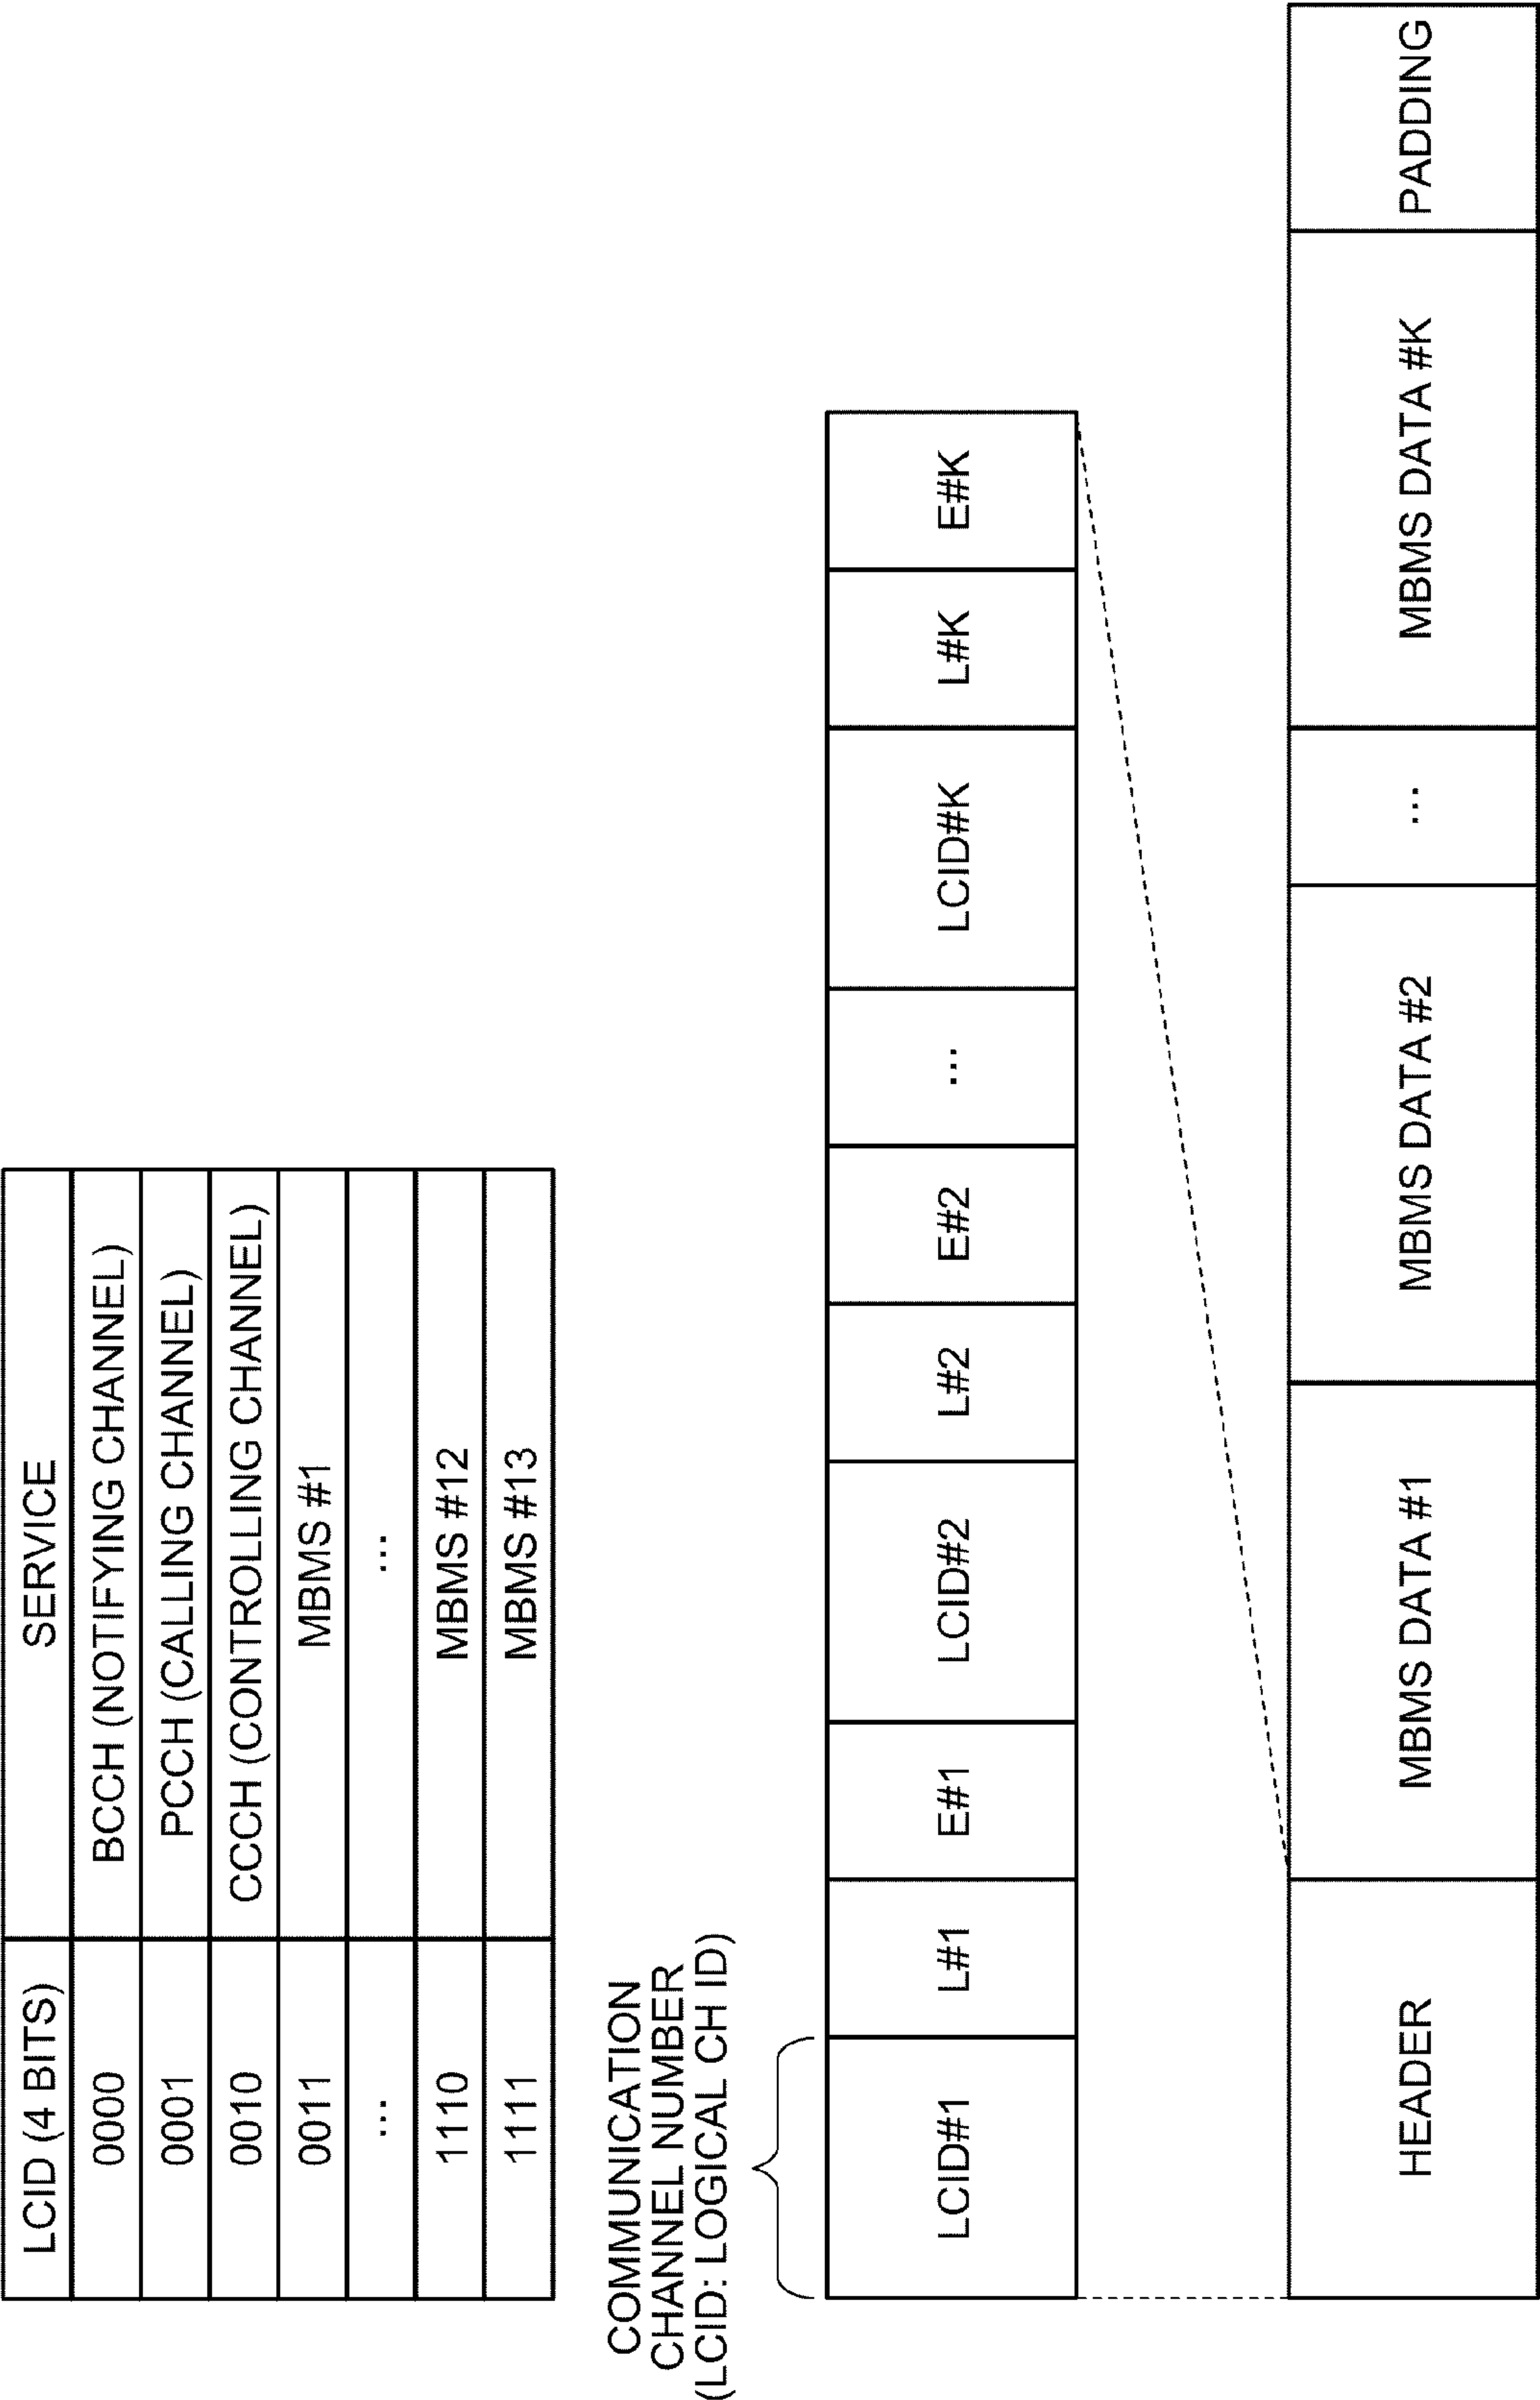 LCID (4 BITS) SERVICE
0000 BCCH (NOTIFYING CHANNEL)
0001 PCCH (CALLING CHANNEL)
0010 CCCH (CONTROLLING CHANNEL)
0011 MBMS #1
... ...
1110 MBMS #12
1111 MBMS #13
COMMUNICATION
CHANNEL NUMBER
(LCID: LOGICAL CH ID)
LCID#1 L#1 E#1 LCID#2 L#2 E#2 ... LCID#K L#K E#K
HEADER MBMS DATA #1 MBMS DATA #2 ... MBMS DATA #K PADDING